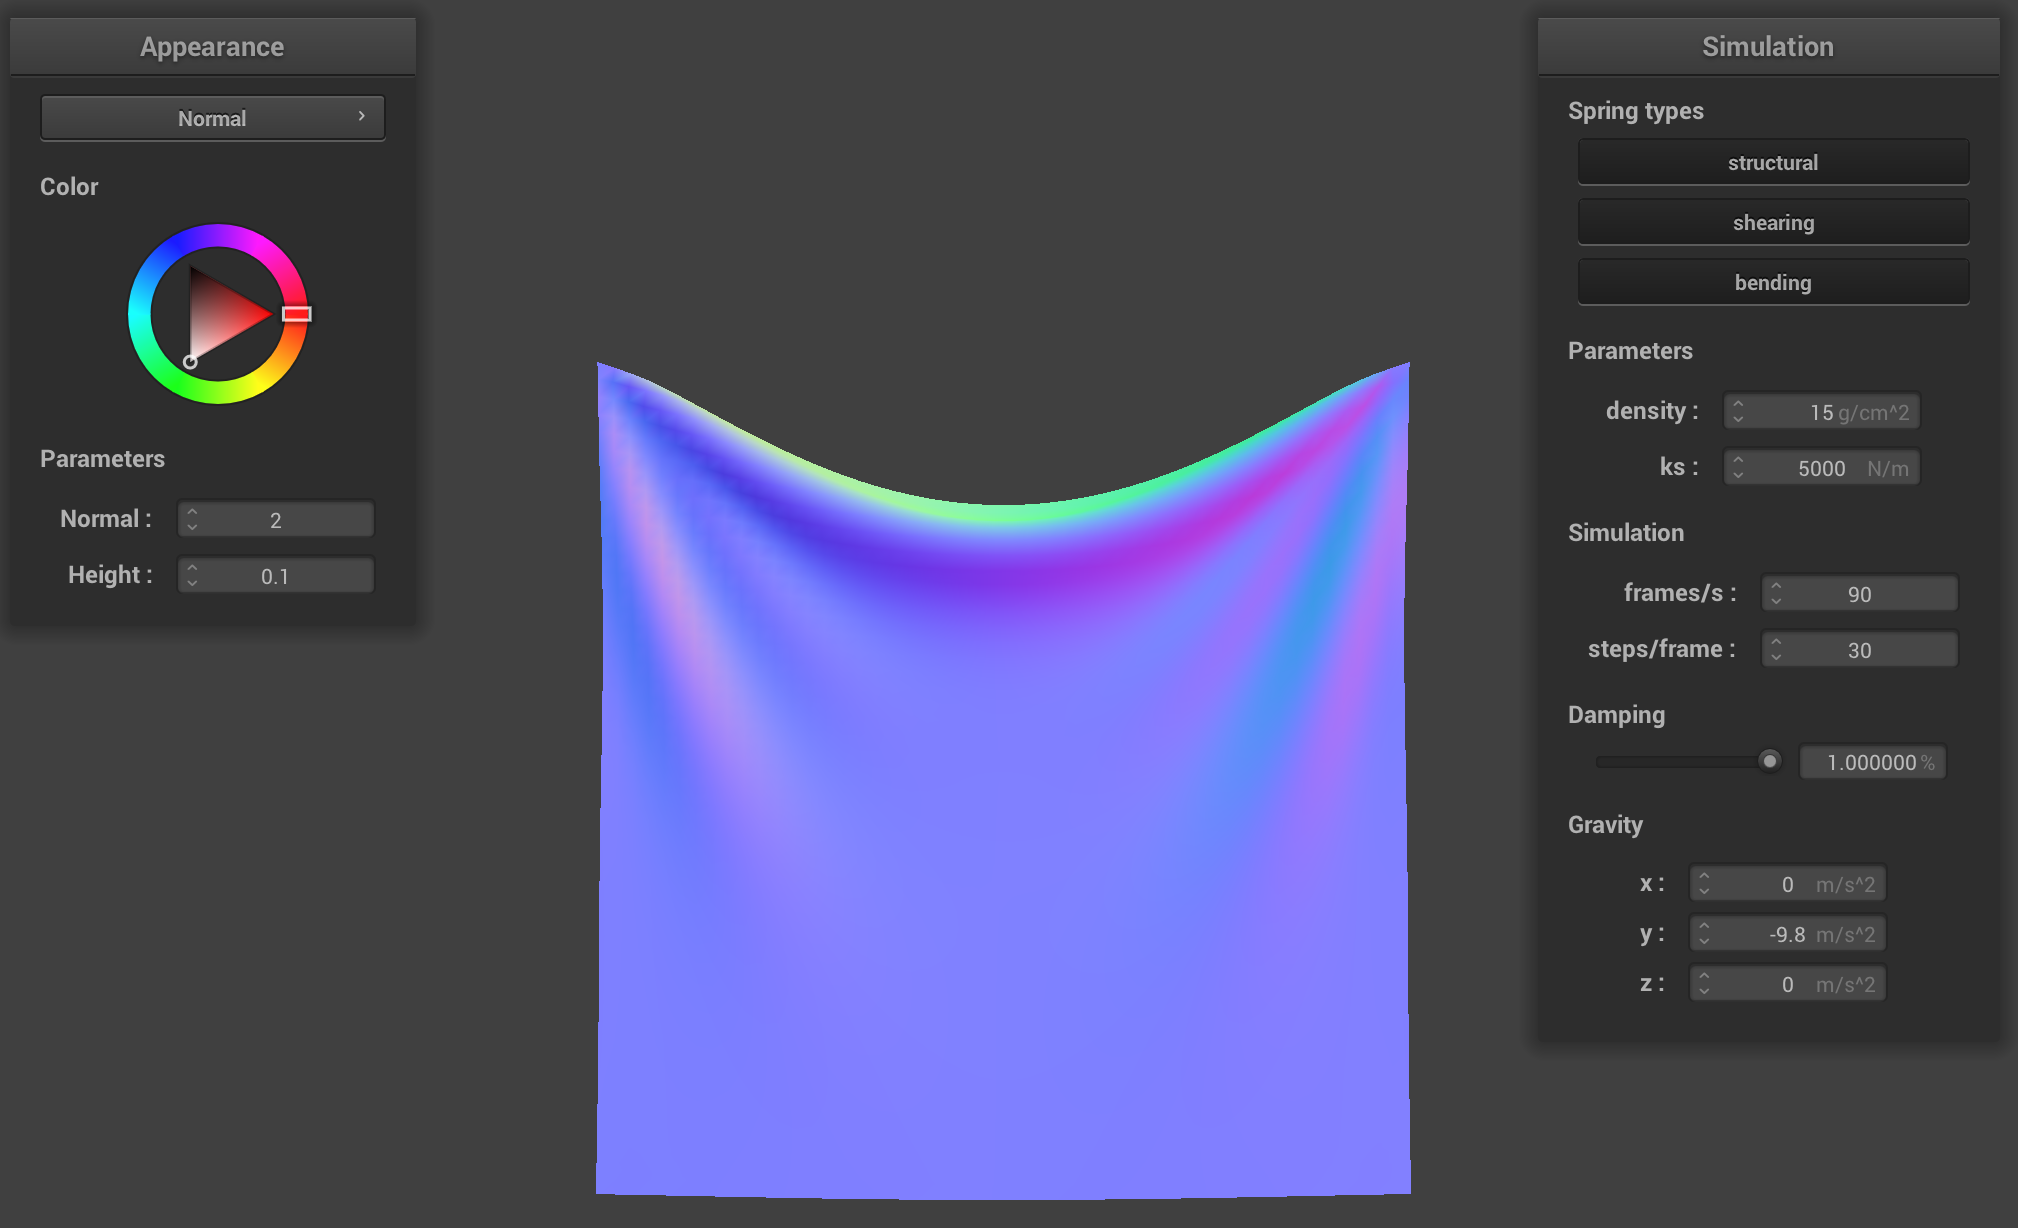 Appearance
Normal
Color
Parameters
Normal : 2
Height : 0.1
Simulation
Spring types
structural
shearing
bending
Parameters
density : 15 g/cm^2
ks : 5000 N/m
Simulation
frames/s : 90
steps/frame : 30
Damping
1.000000 %
Gravity
x : 0 m/s^2
y : -9.8 m/s^2
z : 0 m/s^2